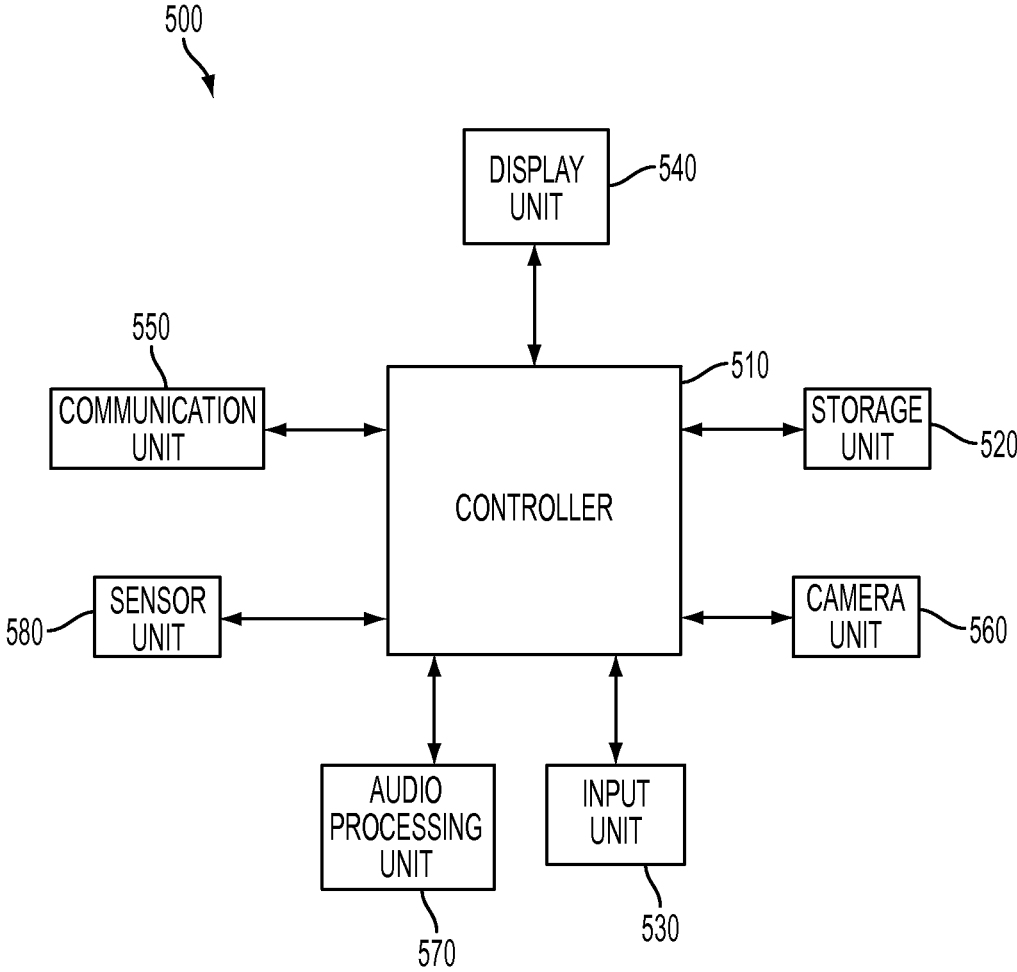 500
DISPLAY
UNIT
540
550
COMMUNICATION
UNIT
510
STORAGE
UNIT
520
CONTROLLER
SENSOR
UNIT
580
CAMERA
UNIT
560
AUDIO
PROCESSING
UNIT
570
INPUT
UNIT
530